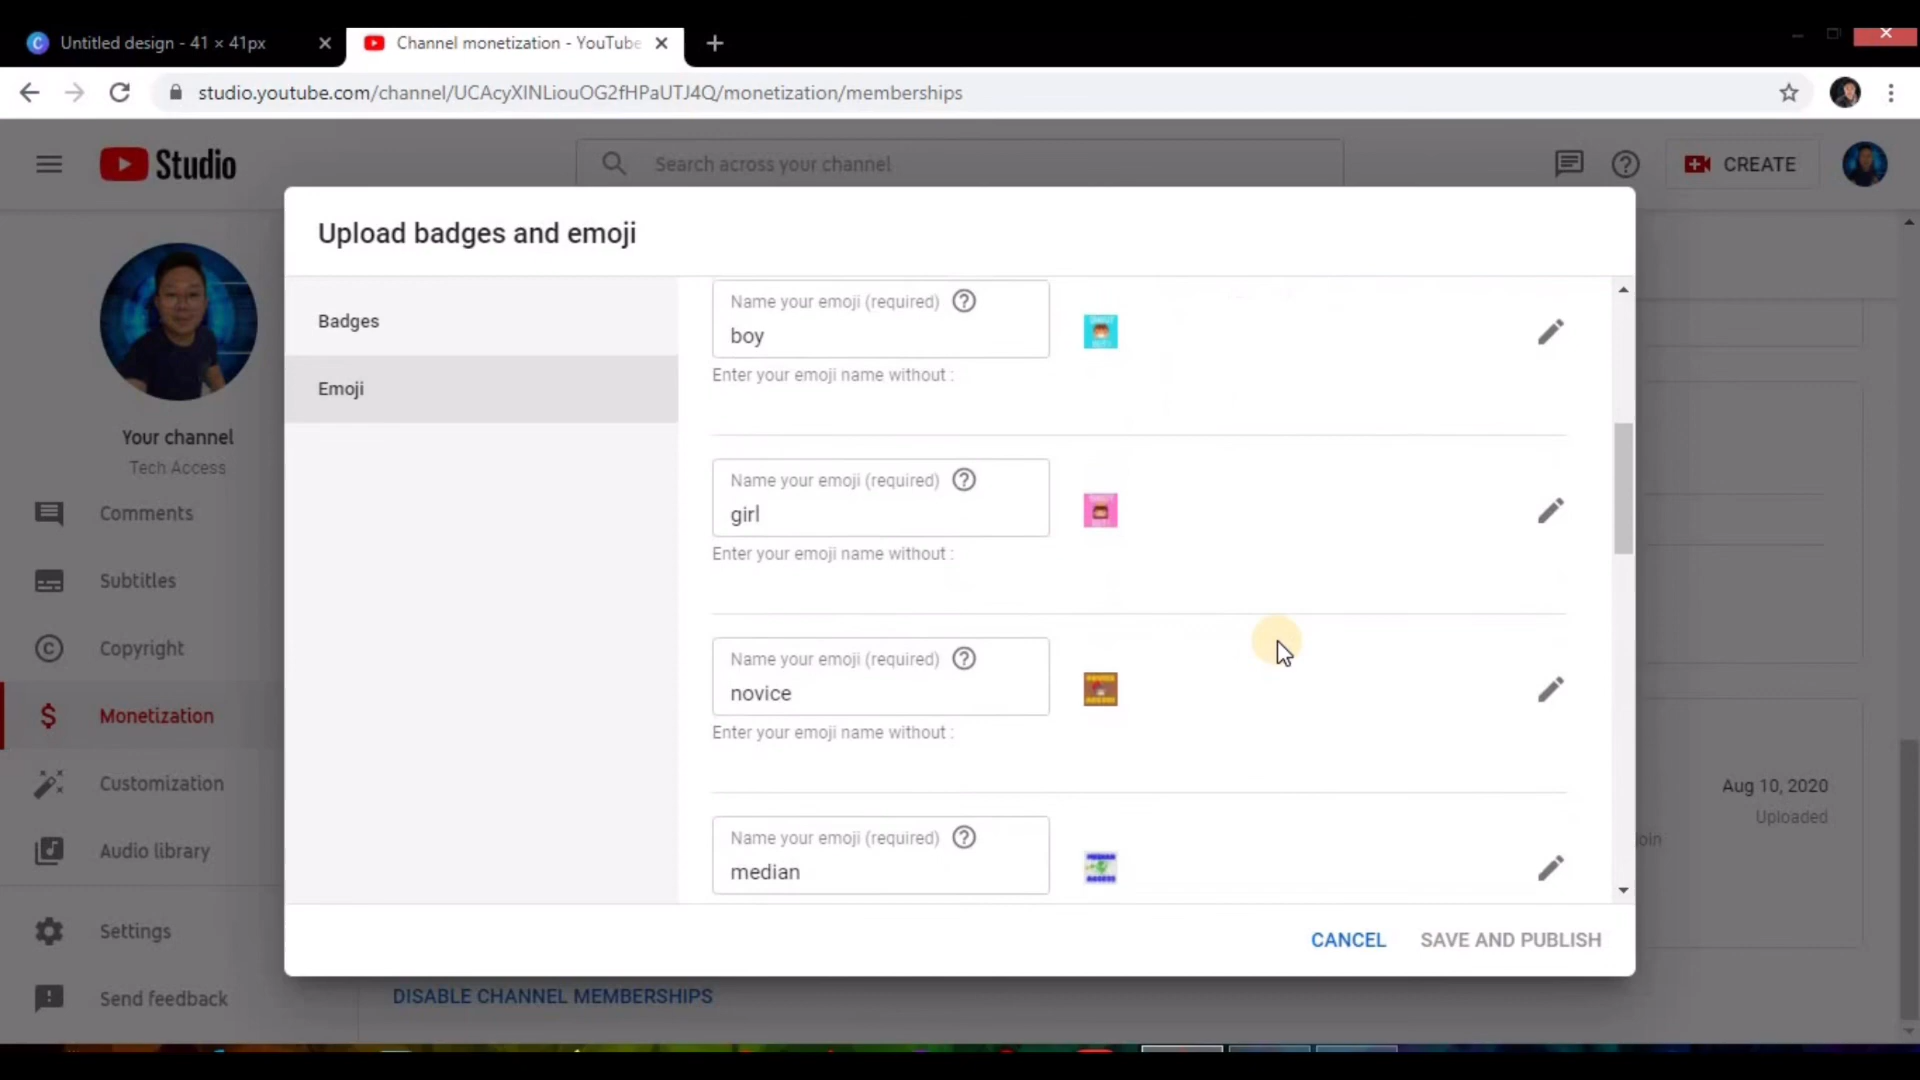 Untitled design - 41 × 41px
Channel monetization - YouTube
studio.youtube.com/channel/UCAcyXINLiouOG2fHPaUTJ4Q/monetization/memberships
Studio
Search across your channel
CREATE
Upload badges and emoji
Badges
Emoji
Name your emoji (required)
boy
Enter your emoji name without :
Name your emoji (required)
girl
Enter your emoji name without :
Name your emoji (required)
novice
Enter your emoji name without :
Name your emoji (required)
median
MEDIAN
ACCESS
CANCEL
SAVE AND PUBLISH
Your channel
Tech Access
Comments
Subtitles
Copyright
Monetization
Customization
Audio library
Settings
Send feedback
Aug 10, 2020
Uploaded
join
DISABLE CHANNEL MEMBERSHIPS